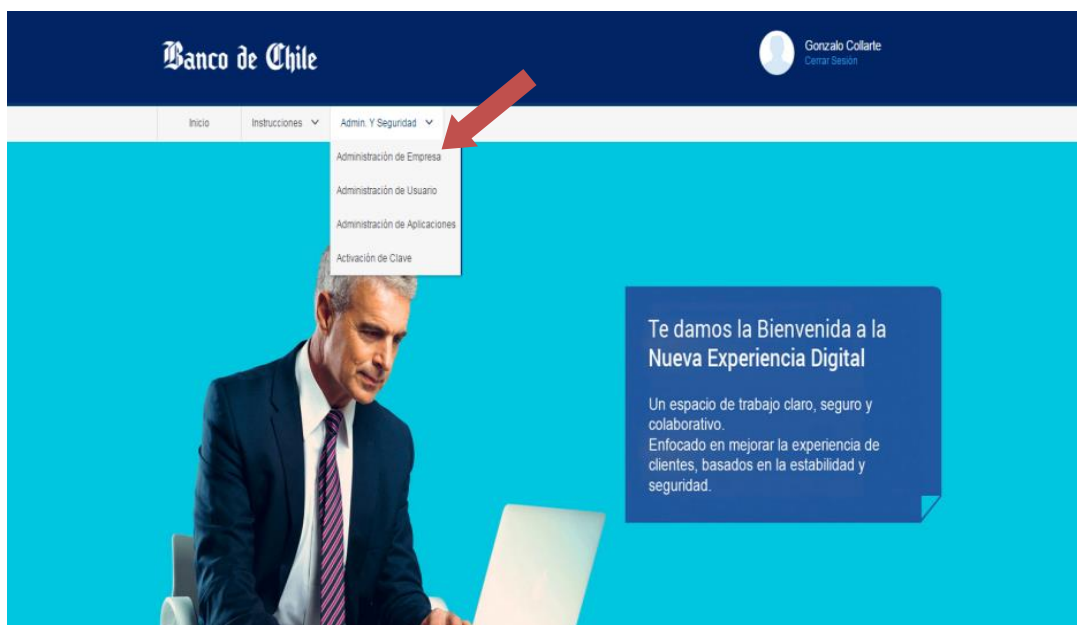 Banco de Chile
Gonzalo Collarte
Cerrar Sesión
Inicio
Instrucciones
Admin. Y Seguridad
Administración de Empresa
Administración de Usuario
Administración de Aplicaciones
Activación de Clave
Te damos la Bienvenida a la
Nueva Experiencia Digital
Un espacio de trabajo claro, seguro y
colaborativo.
Enfocado en mejorar la experiencia de
clientes, basados en la estabilidad y
seguridad.